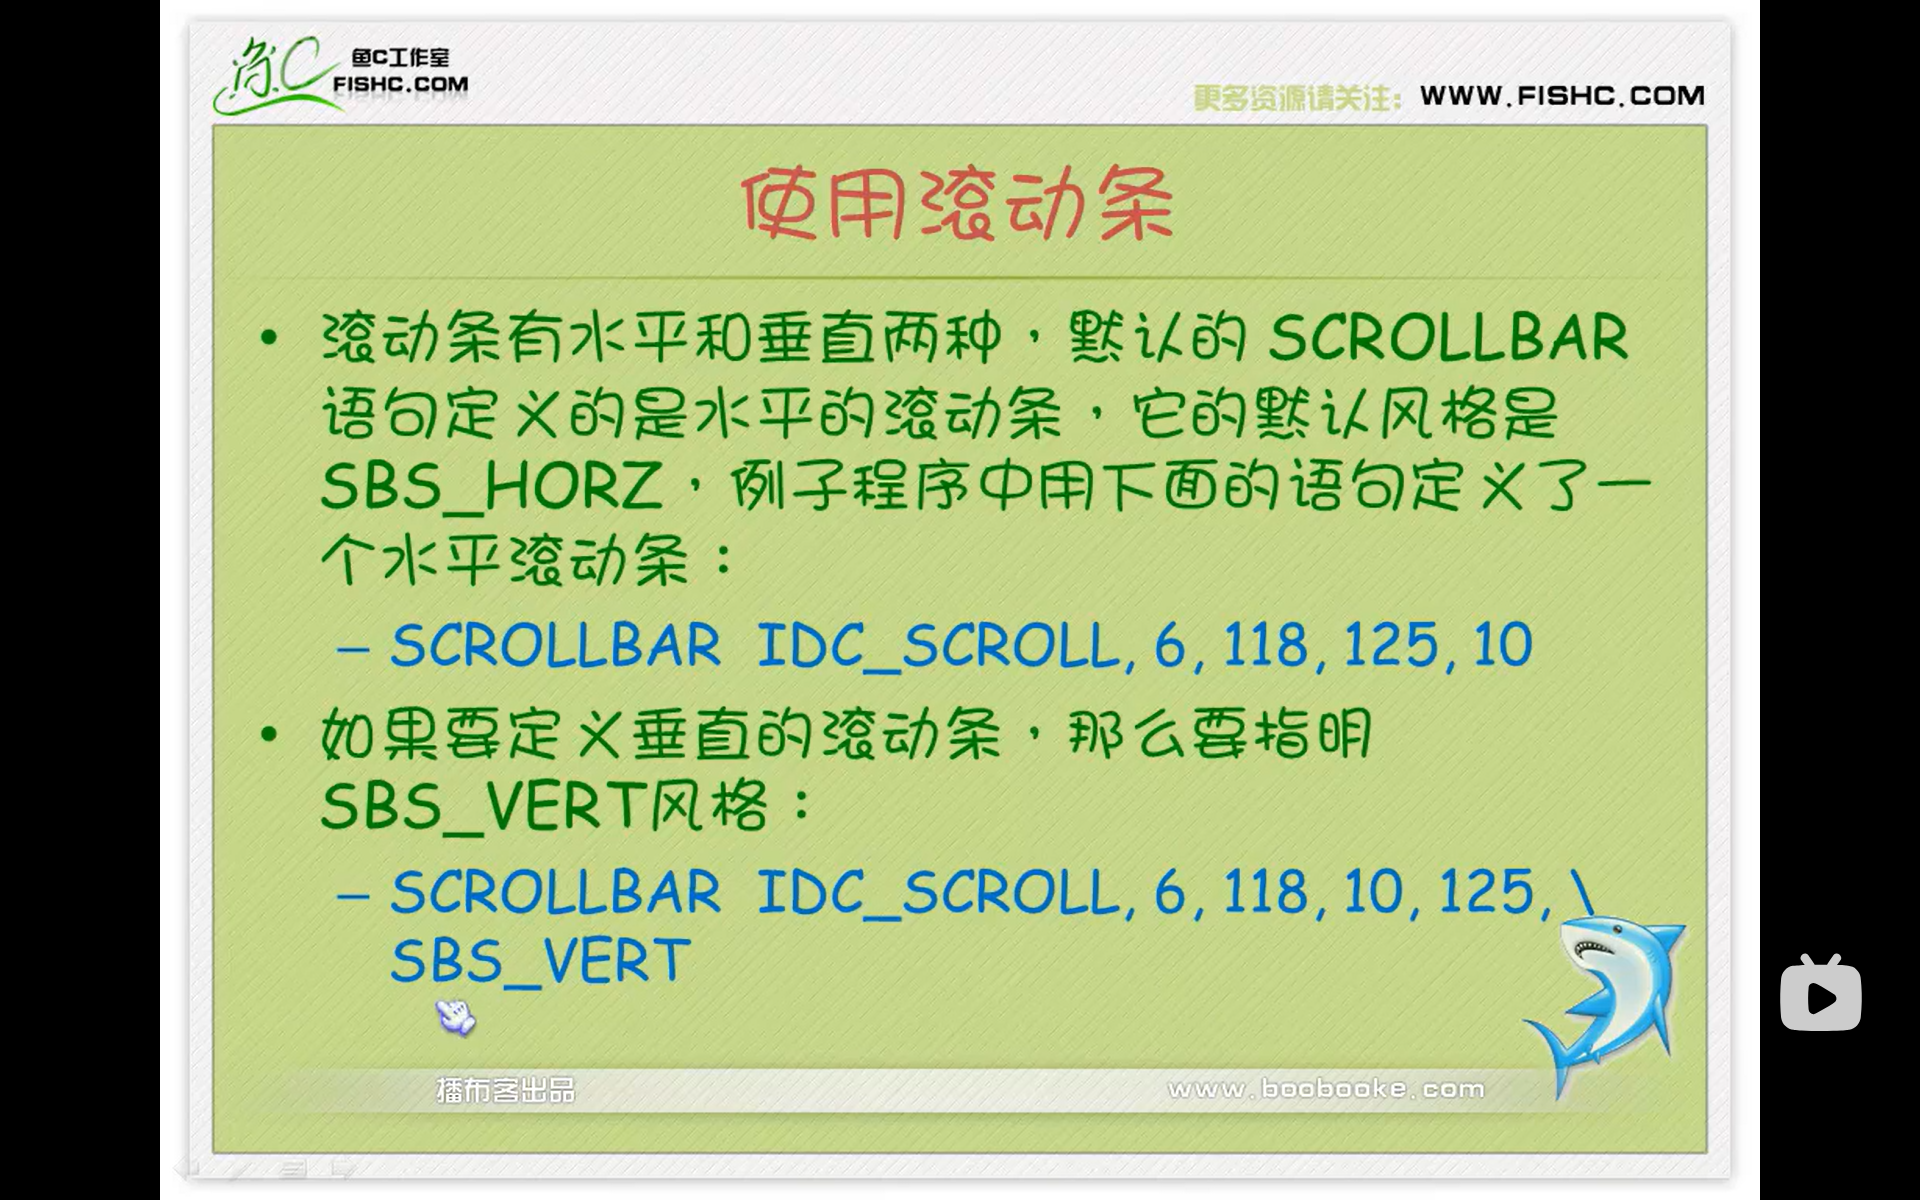 鱼C工作室
FISHC.COM
更多资源请关注: WWW.FISHC.COM
使用滚动条
• 滚动条有水平和垂直两种，默认的 SCROLLBAR
语句定义的是水平的滚动条，它的默认风格是
SBS_HORZ，例子程序中用下面的语句定义了一
个水平滚动条：
– SCROLLBAR IDC_SCROLL, 6, 118, 125, 10
• 如果要定义垂直的滚动条，那么要指明
SBS_VERT风格：
– SCROLLBAR IDC_SCROLL, 6, 118, 10, 125, \
SBS_VERT
播布客出品
www.boobooke.com